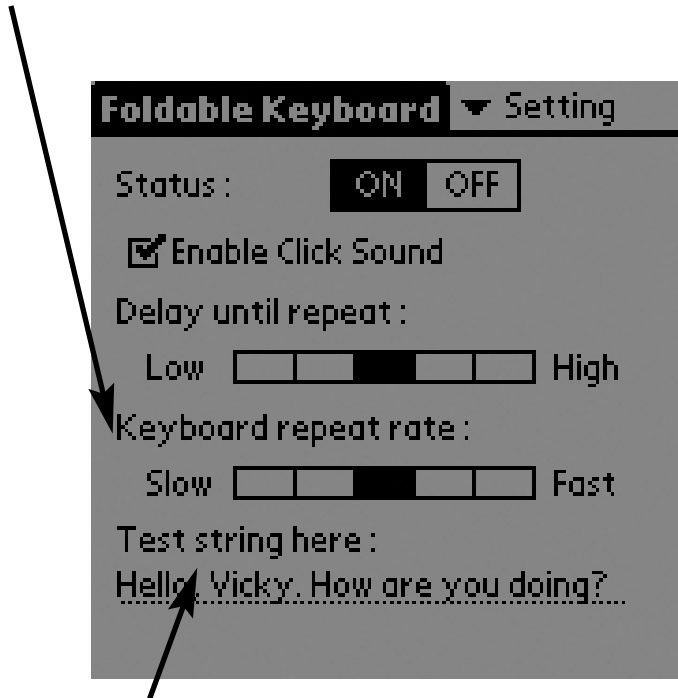 Foldable Keyboard Setting
Status : ON OFF
Enable Click Sound
Delay until repeat :
Low High
Keyboard repeat rate :
Slow Fast
Test string here :
Hello, Vicky. How are you doing?